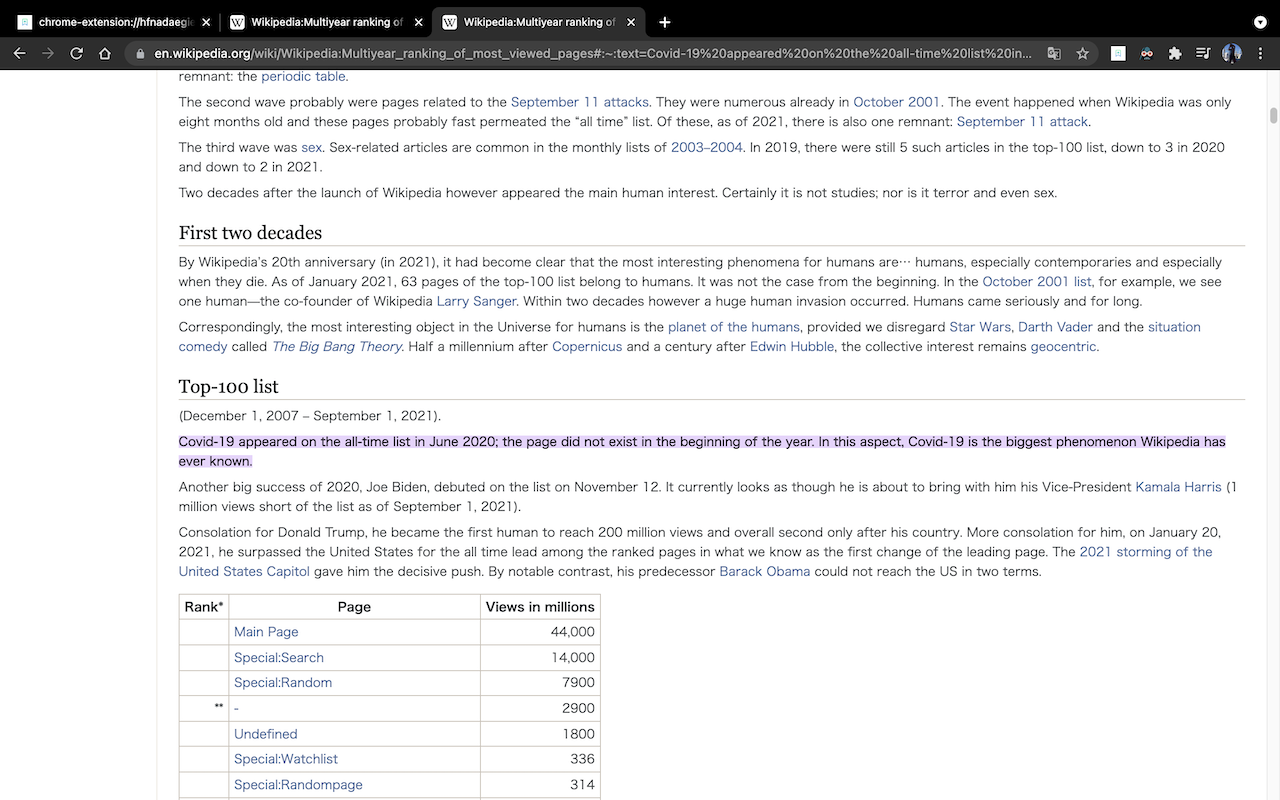 chrome-extension://hfnadaegi
Wikipedia:Multiyear ranking of
Wikipedia:Multiyear ranking of
en.wikipedia.org/wiki/Wikipedia:Multiyear_ranking_of_most_viewed_pages#:~:text=Covid-19%20appeared%20on%20the%20all-time%20list%20in...
remnant: the periodic table.
The second wave probably were pages related to the September 11 attacks. They were numerous already in October 2001. The event happened when Wikipedia was only
eight months old and these pages probably fast permeated the “all time” list. Of these, as of 2021, there is also one remnant: September 11 attack.
The third wave was sex. Sex-related articles are common in the monthly lists of 2003–2004. In 2019, there were still 5 such articles in the top-100 list, down to 3 in 2020
and down to 2 in 2021.
Two decades after the launch of Wikipedia however appeared the main human interest. Certainly it is not studies; nor is it terror and even sex.
First two decades
By Wikipedia's 20th anniversary (in 2021), it had become clear that the most interesting phenomena for humans are… humans, especially contemporaries and especially
when they die. As of January 2021, 63 pages of the top-100 list belong to humans. It was not the case from the beginning. In the October 2001 list, for example, we see
one human—the co-founder of Wikipedia Larry Sanger. Within two decades however a huge human invasion occurred. Humans came seriously and for long.
Correspondingly, the most interesting object in the Universe for humans is the planet of the humans, provided we disregard Star Wars, Darth Vader and the situation
comedy called The Big Bang Theory. Half a millennium after Copernicus and a century after Edwin Hubble, the collective interest remains geocentric.
Top-100 list
(December 1, 2007 – September 1, 2021).
Covid-19 appeared on the all-time list in June 2020; the page did not exist in the beginning of the year. In this aspect, Covid-19 is the biggest phenomenon Wikipedia has
ever known.
Another big success of 2020, Joe Biden, debuted on the list on November 12. It currently looks as though he is about to bring with him his Vice-President Kamala Harris (1
million views short of the list as of September 1, 2021).
Consolation for Donald Trump, he became the first human to reach 200 million views and overall second only after his country. More consolation for him, on January 20,
2021, he surpassed the United States for the all time lead among the ranked pages in what we know as the first change of the leading page. The 2021 storming of the
United States Capitol gave him the decisive push. By notable contrast, his predecessor Barack Obama could not reach the US in two terms.
Rank* Page Views in millions
Main Page 44,000
Special:Search 14,000
Special:Random 7900
** - 2900
Undefined 1800
Special:Watchlist 336
Special:Randompage 314